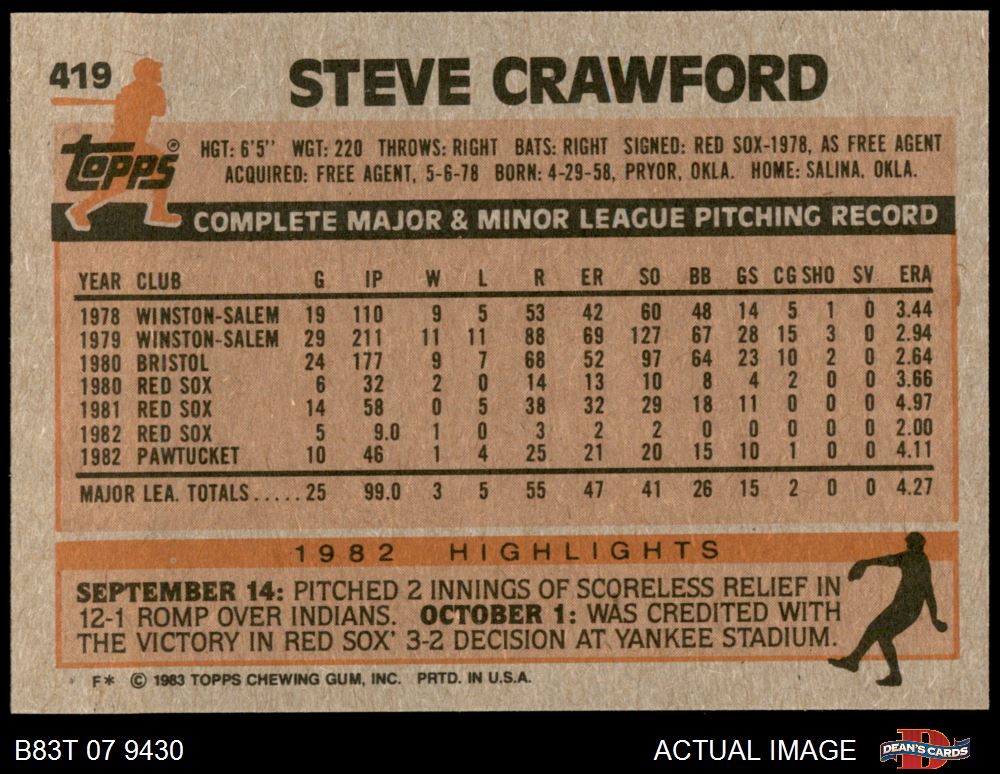 419 STEVE CRAWFORD
topps®
HGT: 6'5" WGT: 220 THROWS: RIGHT BATS: RIGHT SIGNED: RED SOX-1978, AS FREE AGENT
ACQUIRED: FREE AGENT, 5-6-78 BORN: 4-29-58, PRYOR, OKLA. HOME: SALINA, OKLA.
COMPLETE MAJOR & MINOR LEAGUE PITCHING RECORD
YEAR CLUB G IP W L R ER SO BB GS CG SHO SV ERA
1978 WINSTON-SALEM 19 110 9 5 53 42 60 48 14 5 1 0 3.44
1979 WINSTON-SALEM 29 211 11 11 88 69 127 67 28 15 3 0 2.94
1980 BRISTOL 24 177 9 7 68 52 97 64 23 10 2 0 2.64
1980 RED SOX 6 32 2 0 14 13 10 8 4 2 0 0 3.66
1981 RED SOX 14 58 0 5 38 32 29 18 11 0 0 0 4.97
1982 RED SOX 5 9.0 1 0 3 2 2 0 0 0 0 0 2.00
1982 PAWTUCKET 10 46 1 4 25 21 20 15 10 1 0 0 4.11
MAJOR LEA. TOTALS.....25 99.0 3 5 55 47 41 26 15 2 0 0 4.27
1982 HIGHLIGHTS
SEPTEMBER 14: PITCHED 2 INNINGS OF SCORELESS RELIEF IN
12-1 ROMP OVER INDIANS. OCTOBER 1: WAS CREDITED WITH
THE VICTORY IN RED SOX' 3-2 DECISION AT YANKEE STADIUM.
F* © 1983 TOPPS CHEWING GUM, INC. PRTD. IN U.S.A.
B83T 07 9430 ACTUAL IMAGE DEAN'S CARDS